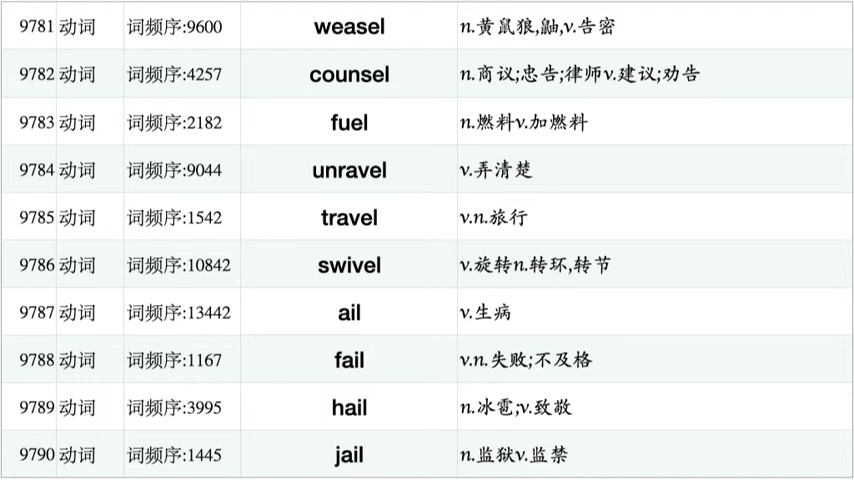 9781 动词 词频序:9600 weasel n.黄鼠狼,鼬,v.告密
9782 动词 词频序:4257 counsel n.商议;忠告;律师v.建议;劝告
9783 动词 词频序:2182 fuel n.燃料v.加燃料
9784 动词 词频序:9044 unravel v.弄清楚
9785 动词 词频序:1542 travel v.n.旅行
9786 动词 词频序:10842 swivel v.旋转n.转环,转节
9787 动词 词频序:13442 ail v.生病
9788 动词 词频序:1167 fail v.n.失败;不及格
9789 动词 词频序:3995 hail n.冰雹;v.致敬
9790 动词 词频序:1445 jail n.监狱v.监禁